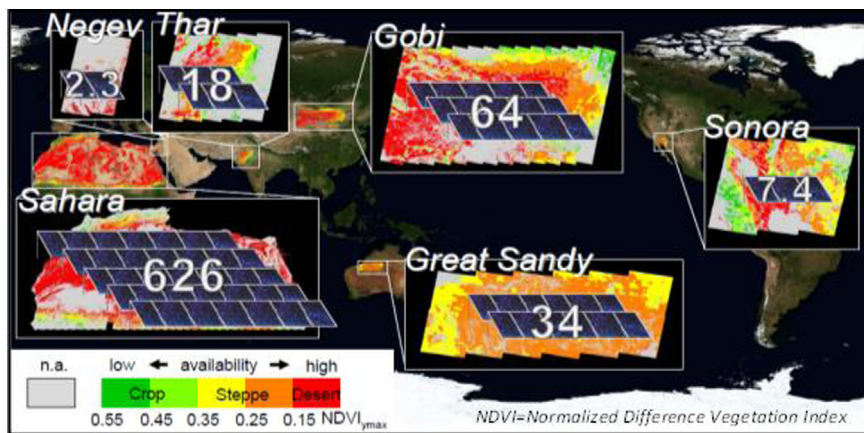 Negev Thar
Gobi
2.3
18
64
Sonora
7.4
Sahara
626
Great Sandy
34
n.a. low ← availability → high
Crop Steppe Desert
0.55 0.45 0.35 0.25 0.15 NDVIymax
NDVI=Normalized Difference Vegetation Index